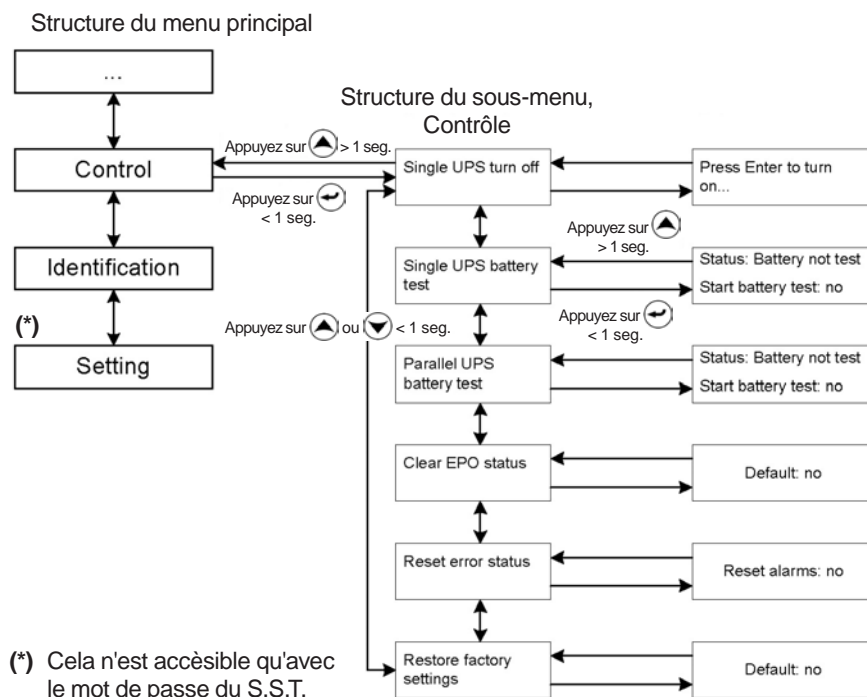 Structure du menu principal
...
Control
Identification
(*)
Setting
Structure du sous-menu,
Contrôle
Appuyez sur > 1 seg.
Appuyez sur
< 1 seg.
Appuyez sur ou < 1 seg.
Single UPS turn off
Press Enter to turn
on...
Appuyez sur
> 1 seg.
Single UPS battery
test
Status: Battery not test
Start battery test: no
Appuyez sur
< 1 seg.
Parallel UPS
battery test
Status: Battery not test
Start battery test: no
Clear EPO status
Default: no
Reset error status
Reset alarms: no
Restore factory
settings
Default: no
(*) Cela n'est accèsible qu'avec
le mot de passe du S.S.T.